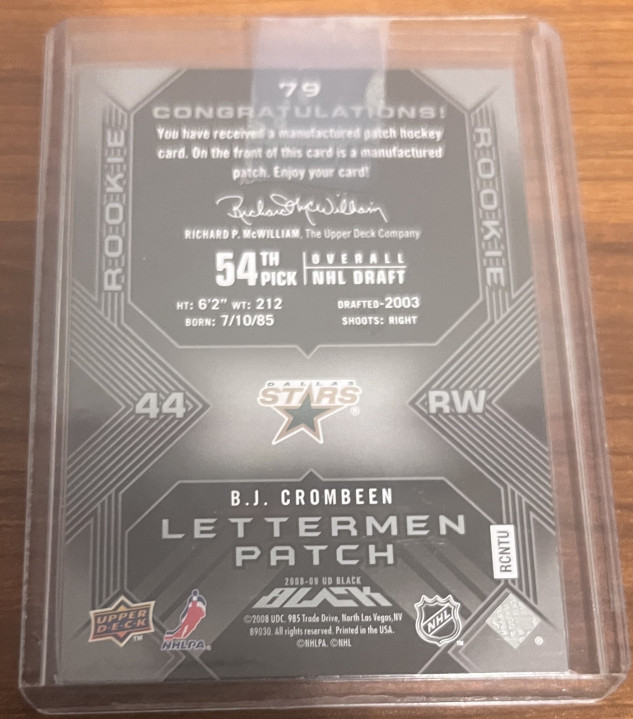 79
CONGRATULATIONS!
You have received a manufactured patch hockey
card. On the front of this card is a manufactured
patch. Enjoy your card!
Richard P. McWilliam
RICHARD P. McWILLIAM, The Upper Deck Company
54TH PICK OVERALL NHL DRAFT
HT: 6'2" WT: 212 DRAFTED-2003
BORN: 7/10/85 SHOOTS: RIGHT
ROOKIE
ROOKIE
44
DALLAS
STARS®
RW
B.J. CROMBEEN
LETTERMEN
PATCH
RCNTU
2008-09 UD BLACK
BLACK
UPPER
DECK™
NHLPA®
©2008 UDC. 985 Trade Drive, North Las Vegas, NV
89030. All rights reserved. Printed in the USA.
©NHLPA. ©NHL
NHL
®